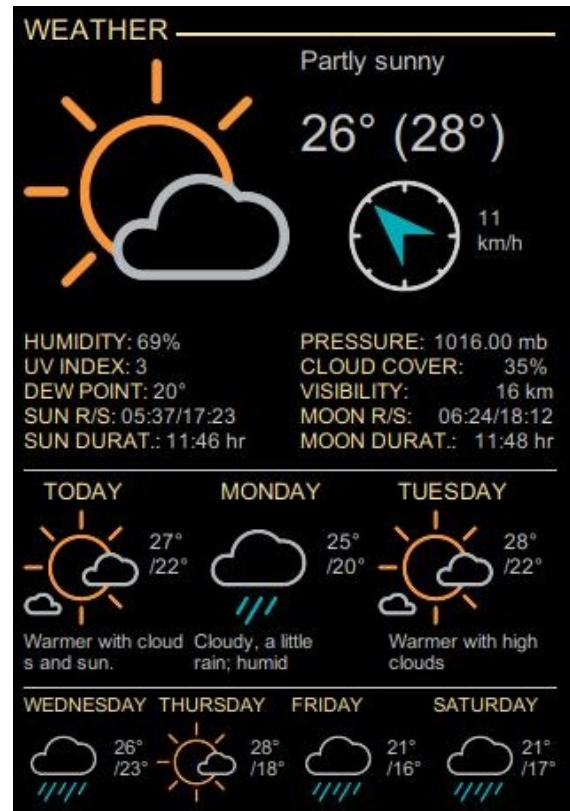 WEATHER
Partly sunny
26° (28°)
11
km/h
HUMIDITY: 69%
UV INDEX: 3
DEW POINT: 20°
SUN R/S: 05:37/17:23
SUN DURAT.: 11:46 hr
PRESSURE: 1016.00 mb
CLOUD COVER: 35%
VISIBILITY: 16 km
MOON R/S: 06:24/18:12
MOON DURAT.: 11:48 hr
TODAY
27°
/22°
Warmer with cloud
s and sun.
MONDAY
25°
/20°
Cloudy, a little
rain; humid
TUESDAY
28°
/22°
Warmer with high
clouds
WEDNESDAY
26°
/23°
THURSDAY
28°
/18°
FRIDAY
21°
/16°
SATURDAY
21°
/17°